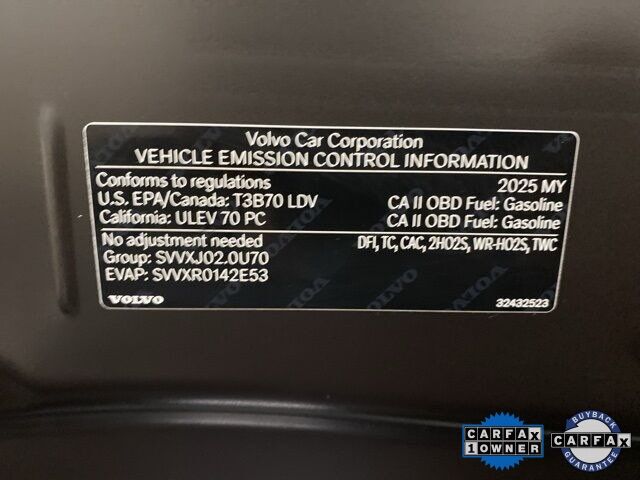 Volvo Car Corporation
VEHICLE EMISSION CONTROL INFORMATION
Conforms to regulations 2025 MY
U.S. EPA/Canada: T3B70 LDV CA II OBD Fuel: Gasoline
California: ULEV 70 PC CA II OBD Fuel: Gasoline
No adjustment needed DFI, TC, CAC, 2HO2S, WR-HO2S, TWC
Group: SVVXJ02.0U70
EVAP: SVVXR0142E53
VOLVO 32432523
CARFAX
1 OWNER
BUYBACK
CARFAX
GUARANTEE